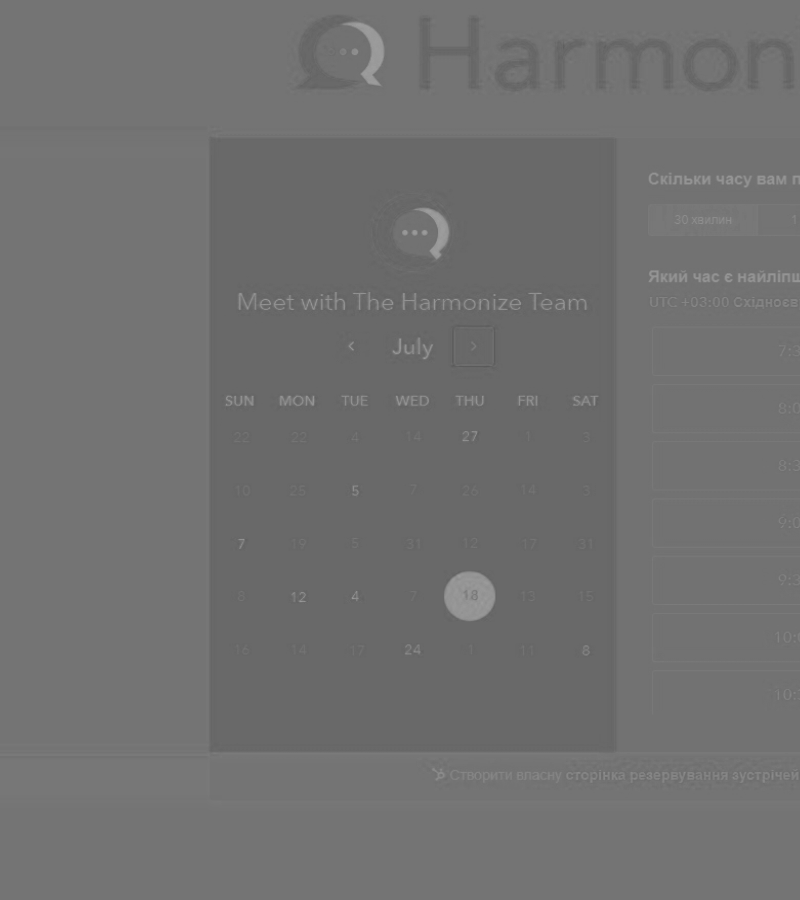 Harmon
Meet with The Harmonize Team
July
SUN MON TUE WED THU FRI SAT
22 22 4 14 27 1 3
10 25 5 7 26 14 3
7 19 5 31 12 17 31
8 12 4 7 18 13 15
16 14 17 24 1 11 8
Скільки часу вам п
30 хвилин 1
Який час є найліпш
UTC +03:00 Східноєв
7:3
8:0
8:3
9:0
9:3
10:0
10:3
Створити власну сторінка резервування зустрічей